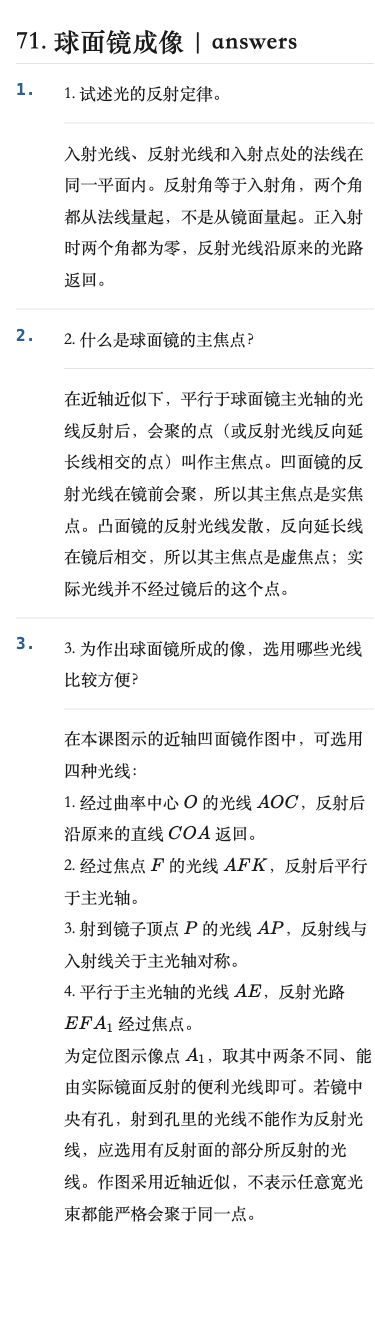 71. 球面镜成像 | answers
1. 1. 试述光的反射定律。
入射光线、反射光线和入射点处的法线在
同一平面内。反射角等于入射角，两个角
都从法线量起，不是从镜面量起。正入射
时两个角都为零，反射光线沿原来的光路
返回。
2. 2. 什么是球面镜的主焦点？
在近轴近似下，平行于球面镜主光轴的光
线反射后，会聚的点（或反射光线反向延
长线相交的点）叫作主焦点。凹面镜的反
射光线在镜前会聚，所以其主焦点是实焦
点。凸面镜的反射光线发散，反向延长线
在镜后相交，所以其主焦点是虚焦点；实
际光线并不经过镜后的这个点。
3. 3. 为作出球面镜所成的像，选用哪些光线
比较方便？
在本课图示的近轴凹面镜作图中，可选用
四种光线：
1. 经过曲率中心 O 的光线 AOC，反射后
沿原来的直线 COA 返回。
2. 经过焦点 F 的光线 AFK，反射后平行
于主光轴。
3. 射到镜子顶点 P 的光线 AP，反射线与
入射线关于主光轴对称。
4. 平行于主光轴的光线 AE，反射光路
EFA₁ 经过焦点。
为定位图示像点 A₁，取其中两条不同、能
由实际镜面反射的便利光线即可。若镜中
央有孔，射到孔里的光线不能作为反射光
线，应选用有反射面的部分所反射的光
线。作图采用近轴近似，不表示任意宽光
束都能严格会聚于同一点。